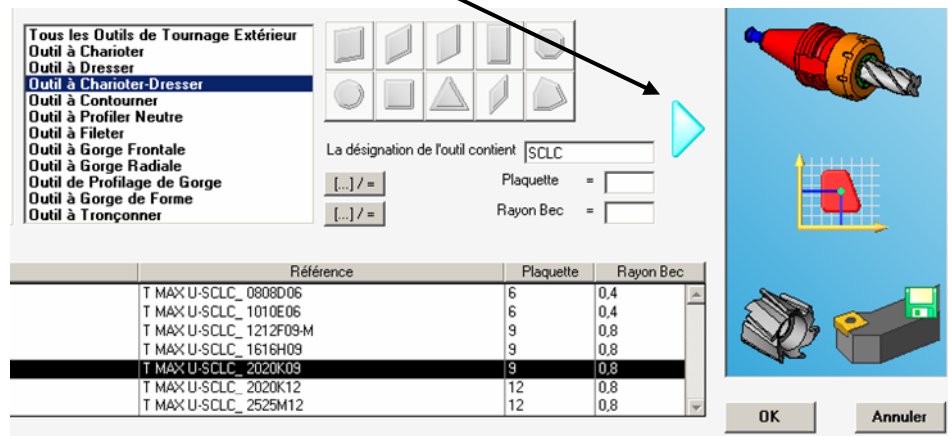 Tous les Outils de Tournage Extérieur
Outil à Charioter
Outil à Dresser
Outil à Charioter-Dresser
Outil à Contourner
Outil à Profiler Neutre
Outil à Fileter
Outil à Gorge Frontale
Outil à Gorge Radiale
Outil de Profilage de Gorge
Outil à Gorge de Forme
Outil à Tronçonner
La désignation de l'outil contient SCLC
[...] / = Plaquette =
[...] / = Rayon Bec =
Référence Plaquette Rayon Bec
T MAX U-SCLC_ 0808D06 6 0,4
T MAX U-SCLC_ 1010E06 6 0,4
T MAX U-SCLC_ 1212F09-M 9 0,8
T MAX U-SCLC_ 1616H09 9 0,8
T MAX U-SCLC_ 2020K09 9 0,8
T MAX U-SCLC_ 2020K12 12 0,8
T MAX U-SCLC_ 2525M12 12 0,8
OK Annuler